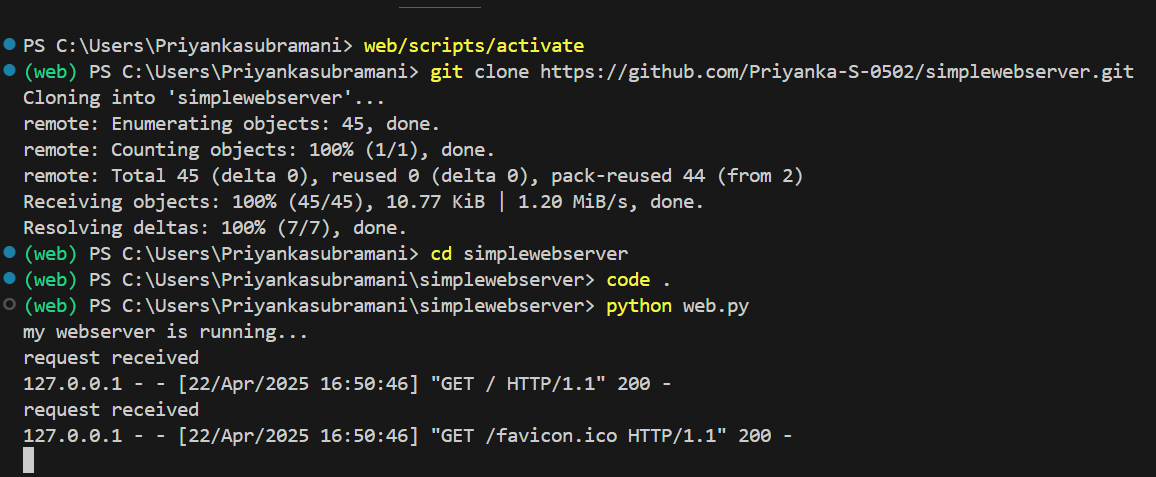 PS C:\Users\Priyankasubramani> web/scripts/activate
(web) PS C:\Users\Priyankasubramani> git clone https://github.com/Priyanka-S-0502/simplewebserver.git
Cloning into 'simplewebserver'...
remote: Enumerating objects: 45, done.
remote: Counting objects: 100% (1/1), done.
remote: Total 45 (delta 0), reused 0 (delta 0), pack-reused 44 (from 2)
Receiving objects: 100% (45/45), 10.77 KiB | 1.20 MiB/s, done.
Resolving deltas: 100% (7/7), done.
(web) PS C:\Users\Priyankasubramani> cd simplewebserver
(web) PS C:\Users\Priyankasubramani\simplewebserver> code .
(web) PS C:\Users\Priyankasubramani\simplewebserver> python web.py
my webserver is running...
request received
127.0.0.1 - - [22/Apr/2025 16:50:46] "GET / HTTP/1.1" 200 -
request received
127.0.0.1 - - [22/Apr/2025 16:50:46] "GET /favicon.ico HTTP/1.1" 200 -